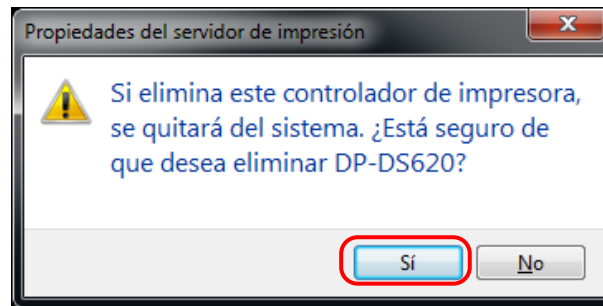 Propiedades del servidor de impresión
Si elimina este controlador de impresora,
se quitará del sistema. ¿Está seguro de
que desea eliminar DP-DS620?
Sí
No